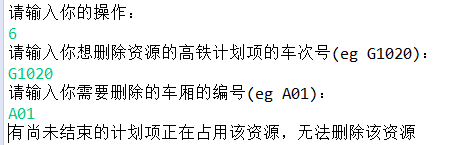 请输入你的操作：
6
请输入你想删除资源的高铁计划项的车次号(eg G1020)：
G1020
请输入你需要删除的车厢的编号(eg A01)：
A01
有尚未结束的计划项正在占用该资源，无法删除该资源